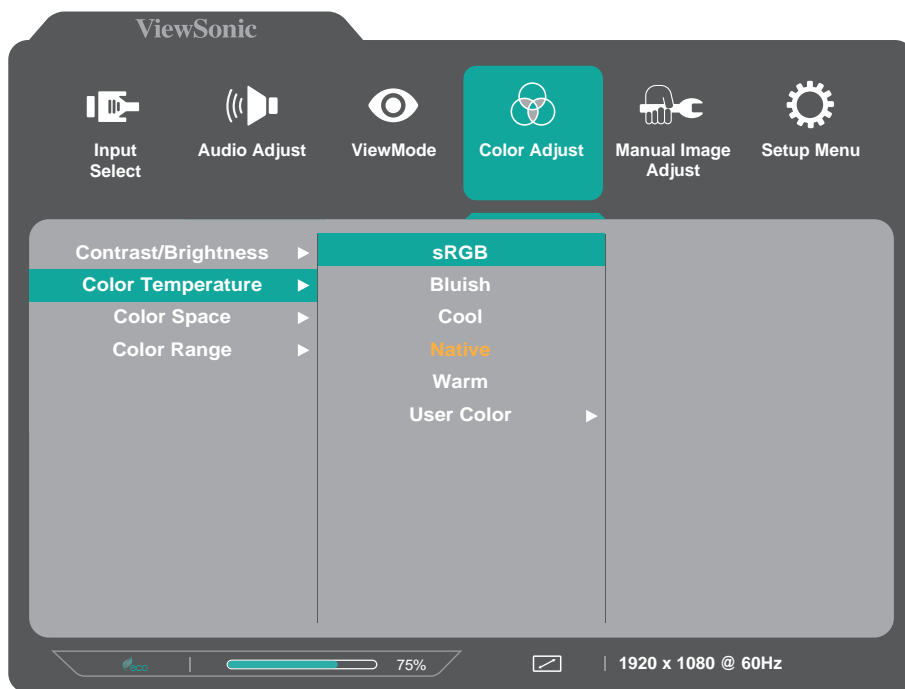 ViewSonic
Input
Select
Audio Adjust
ViewMode
Color Adjust
Manual Image
Adjust
Setup Menu
Contrast/Brightness
Color Temperature
Color Space
Color Range
sRGB
Bluish
Cool
Native
Warm
User Color
eco
75%
1920 x 1080 @ 60Hz